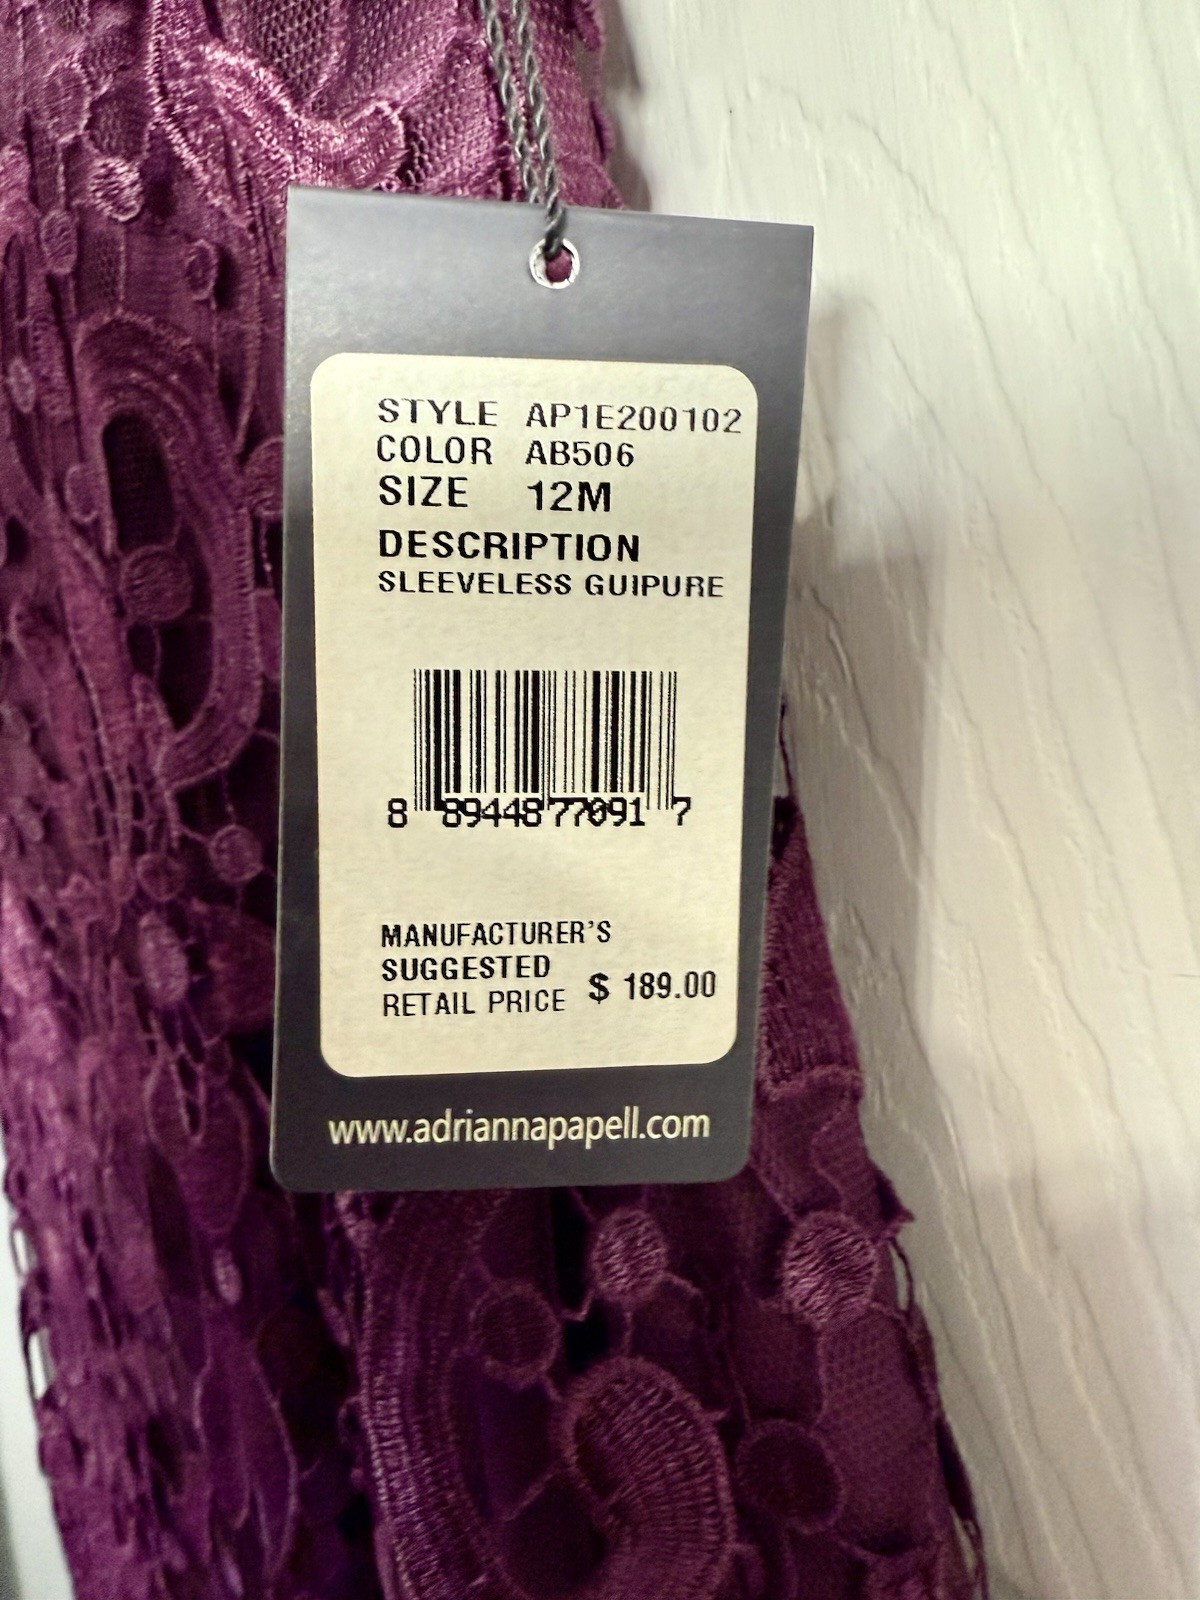 STYLE AP1E200102
COLOR AB506
SIZE 12M
DESCRIPTION
SLEEVELESS GUIPURE
8 89448 77091 7
MANUFACTURER'S
SUGGESTED
RETAIL PRICE $ 189.00
www.adriannapapell.com